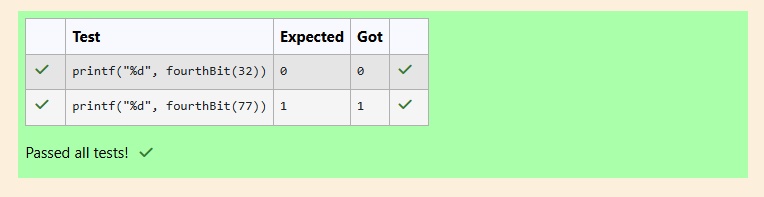 Test Expected Got
printf("%d", fourthBit(32)) 0 0
printf("%d", fourthBit(77)) 1 1
Passed all tests!